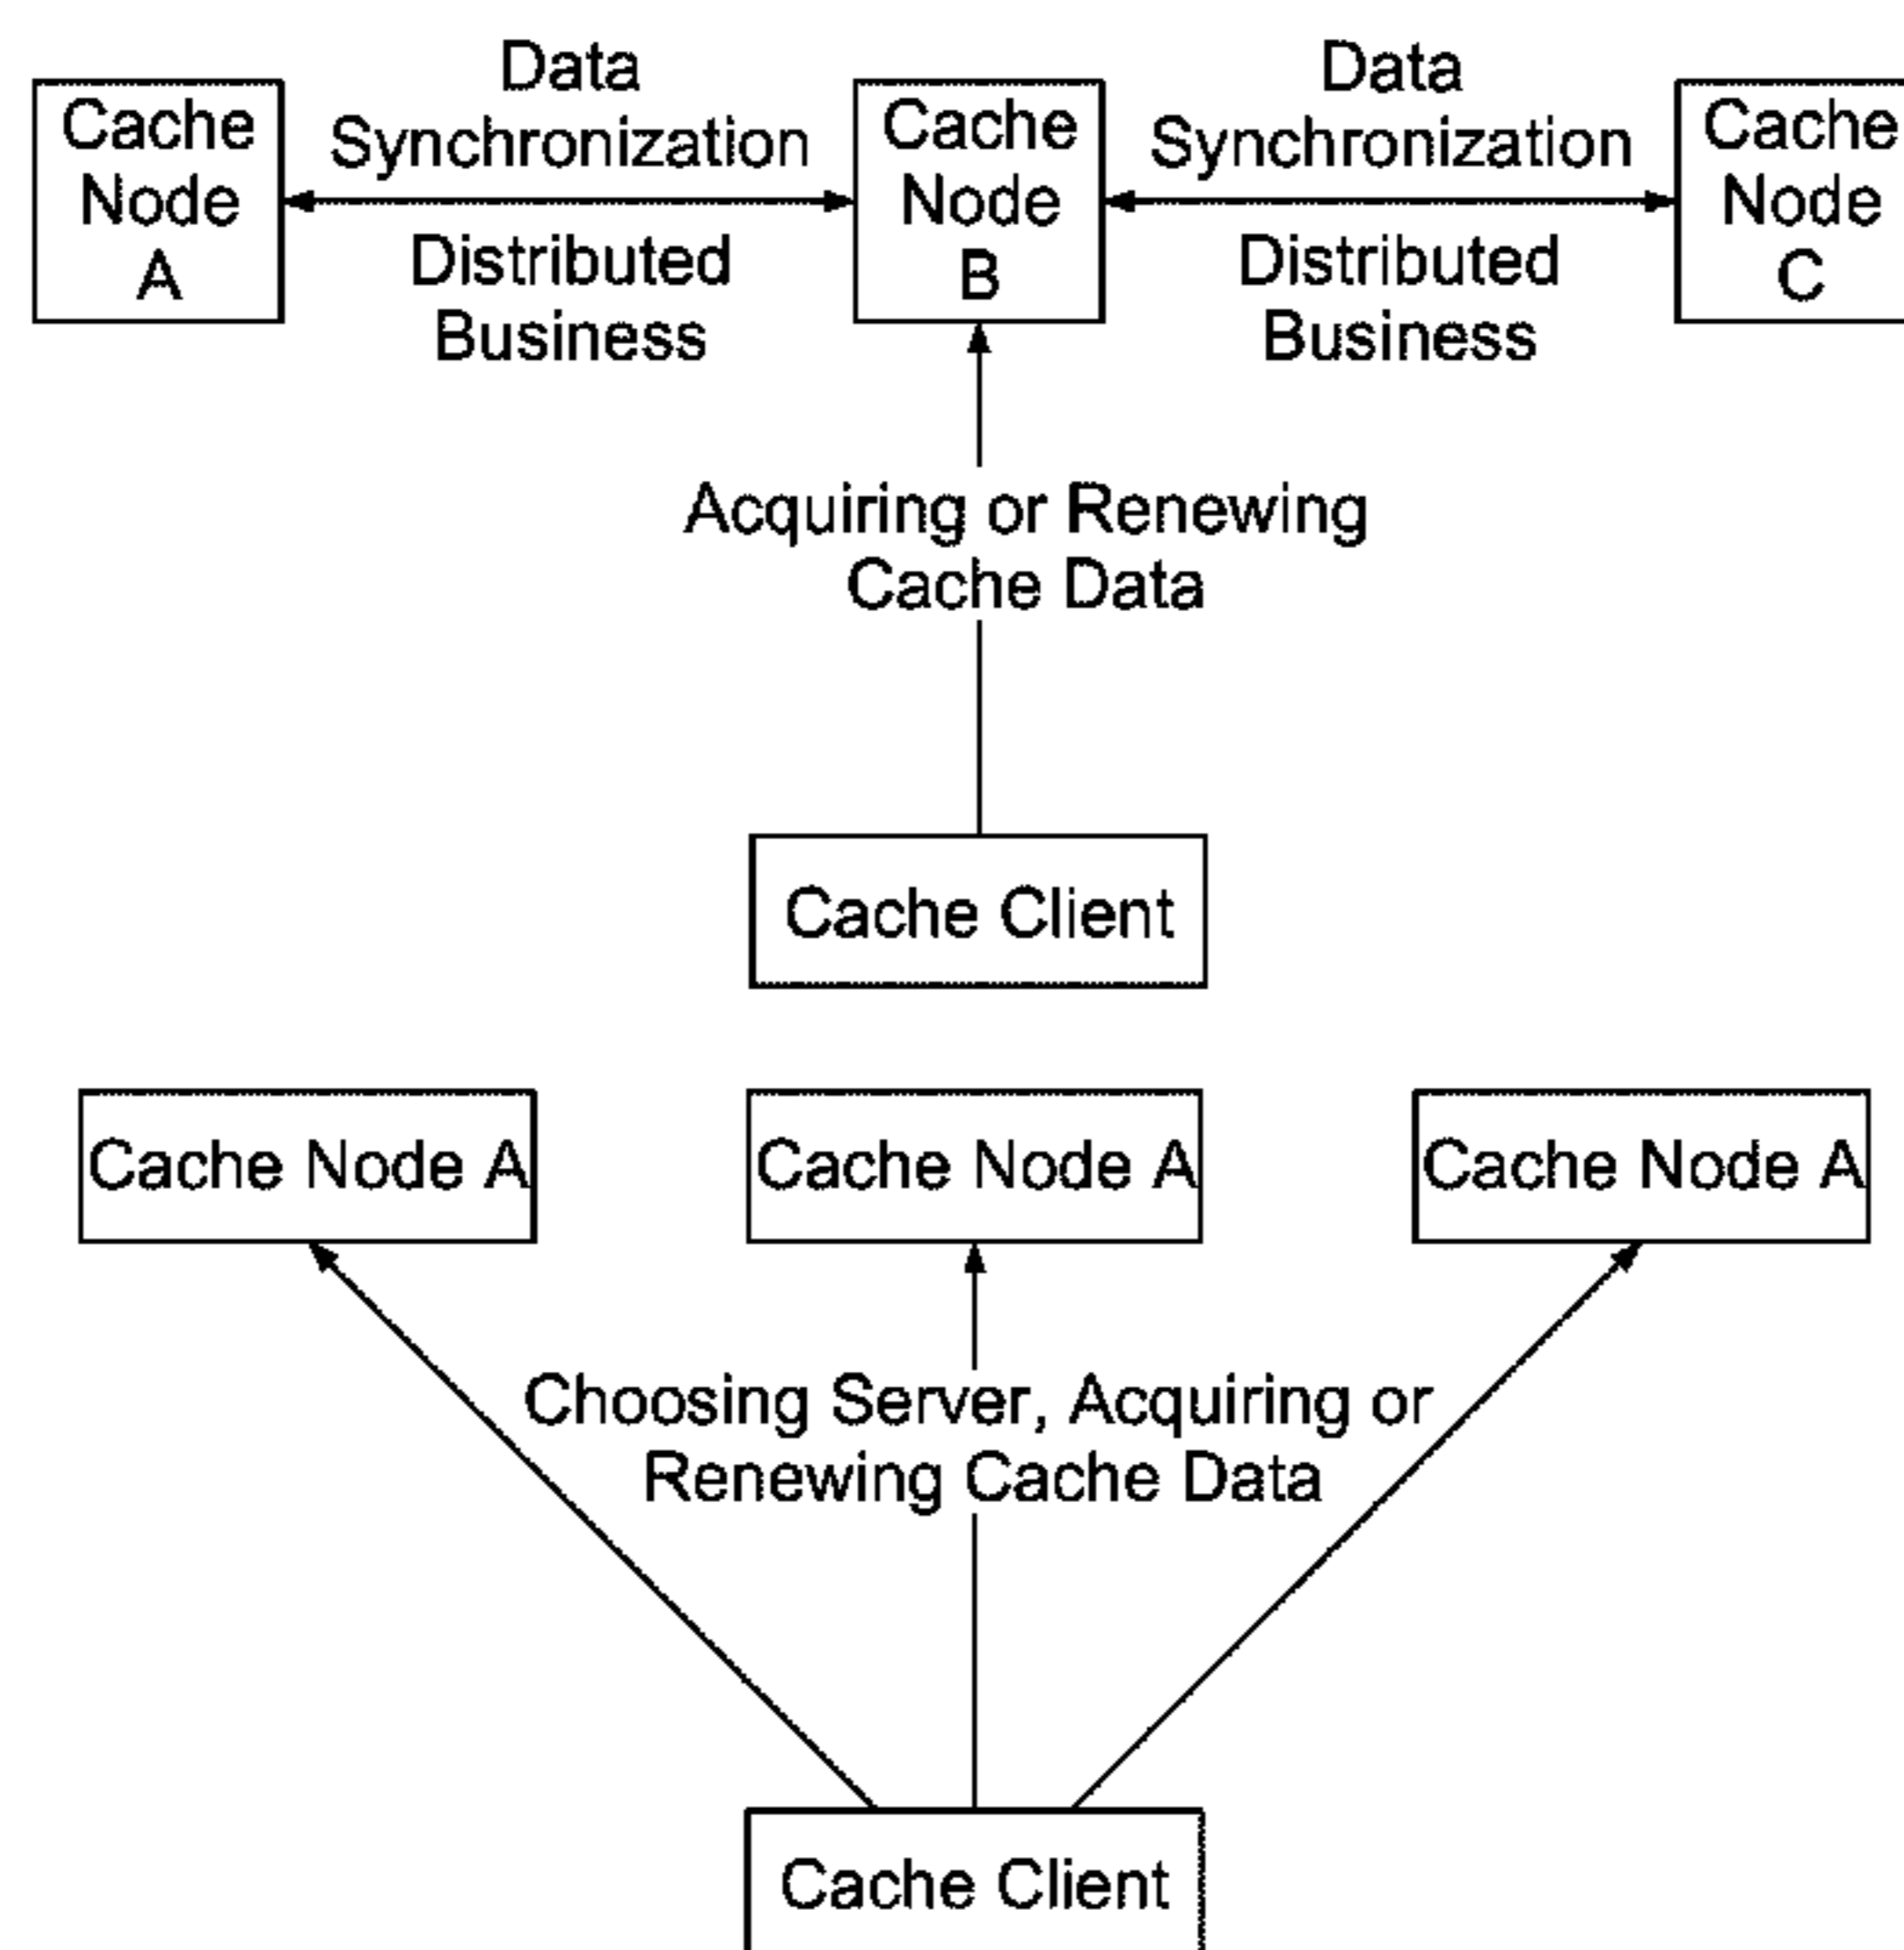 Cache
Node
A
Data
Synchronization
Distributed
Business
Cache
Node
B
Data
Synchronization
Distributed
Business
Cache
Node
C
Acquiring or Renewing
Cache Data
Cache Client
Cache Node A
Cache Node A
Cache Node A
Choosing Server, Acquiring or
Renewing Cache Data
Cache Client